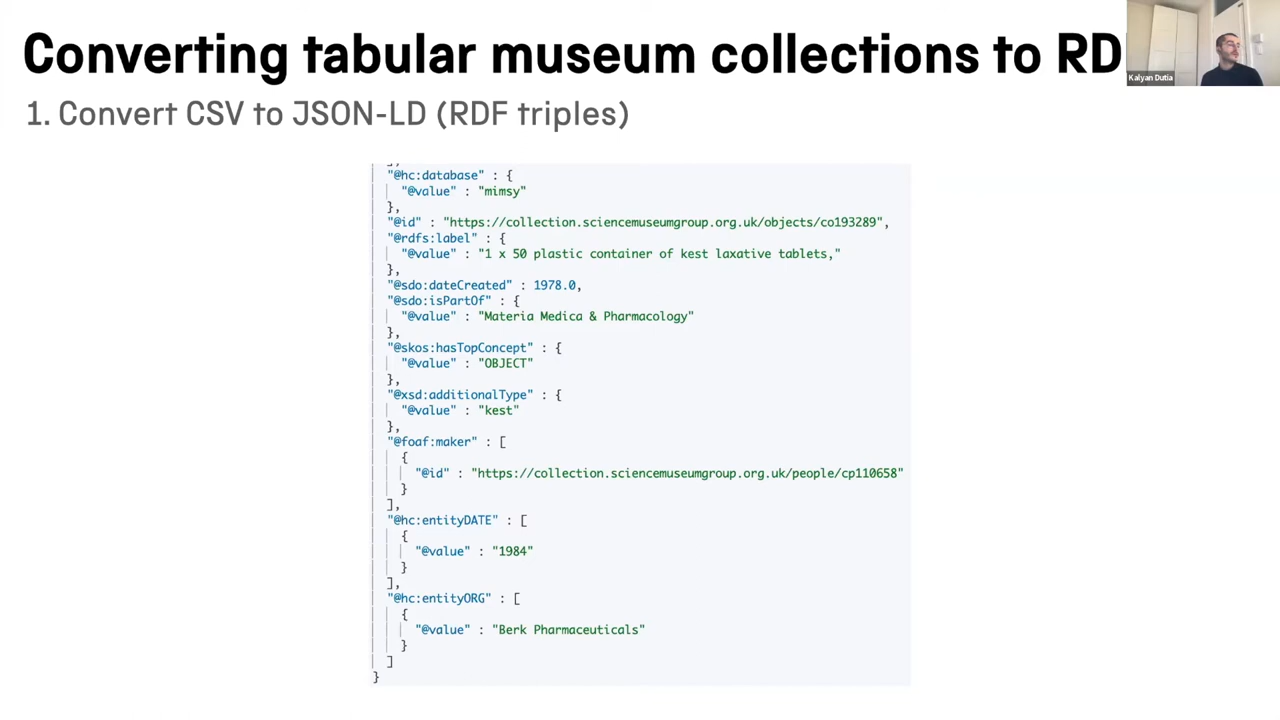 Converting tabular museum collections to RD
Kalyan Dutia
1. Convert CSV to JSON-LD (RDF triples)
],
"@hc:database" : {
"@value" : "mimsy"
},
"@id" : "https://collection.sciencemuseumgroup.org.uk/objects/co193289",
"@rdfs:label" : {
"@value" : "1 x 50 plastic container of kest laxative tablets,"
},
"@sdo:dateCreated" : 1978.0,
"@sdo:isPartOf" : {
"@value" : "Materia Medica & Pharmacology"
},
"@skos:hasTopConcept" : {
"@value" : "OBJECT"
},
"@xsd:additionalType" : {
"@value" : "kest"
},
"@foaf:maker" : [
{
"@id" : "https://collection.sciencemuseumgroup.org.uk/people/cp110658"
}
],
"@hc:entityDATE" : [
{
"@value" : "1984"
}
],
"@hc:entityORG" : [
{
"@value" : "Berk Pharmaceuticals"
}
]
}